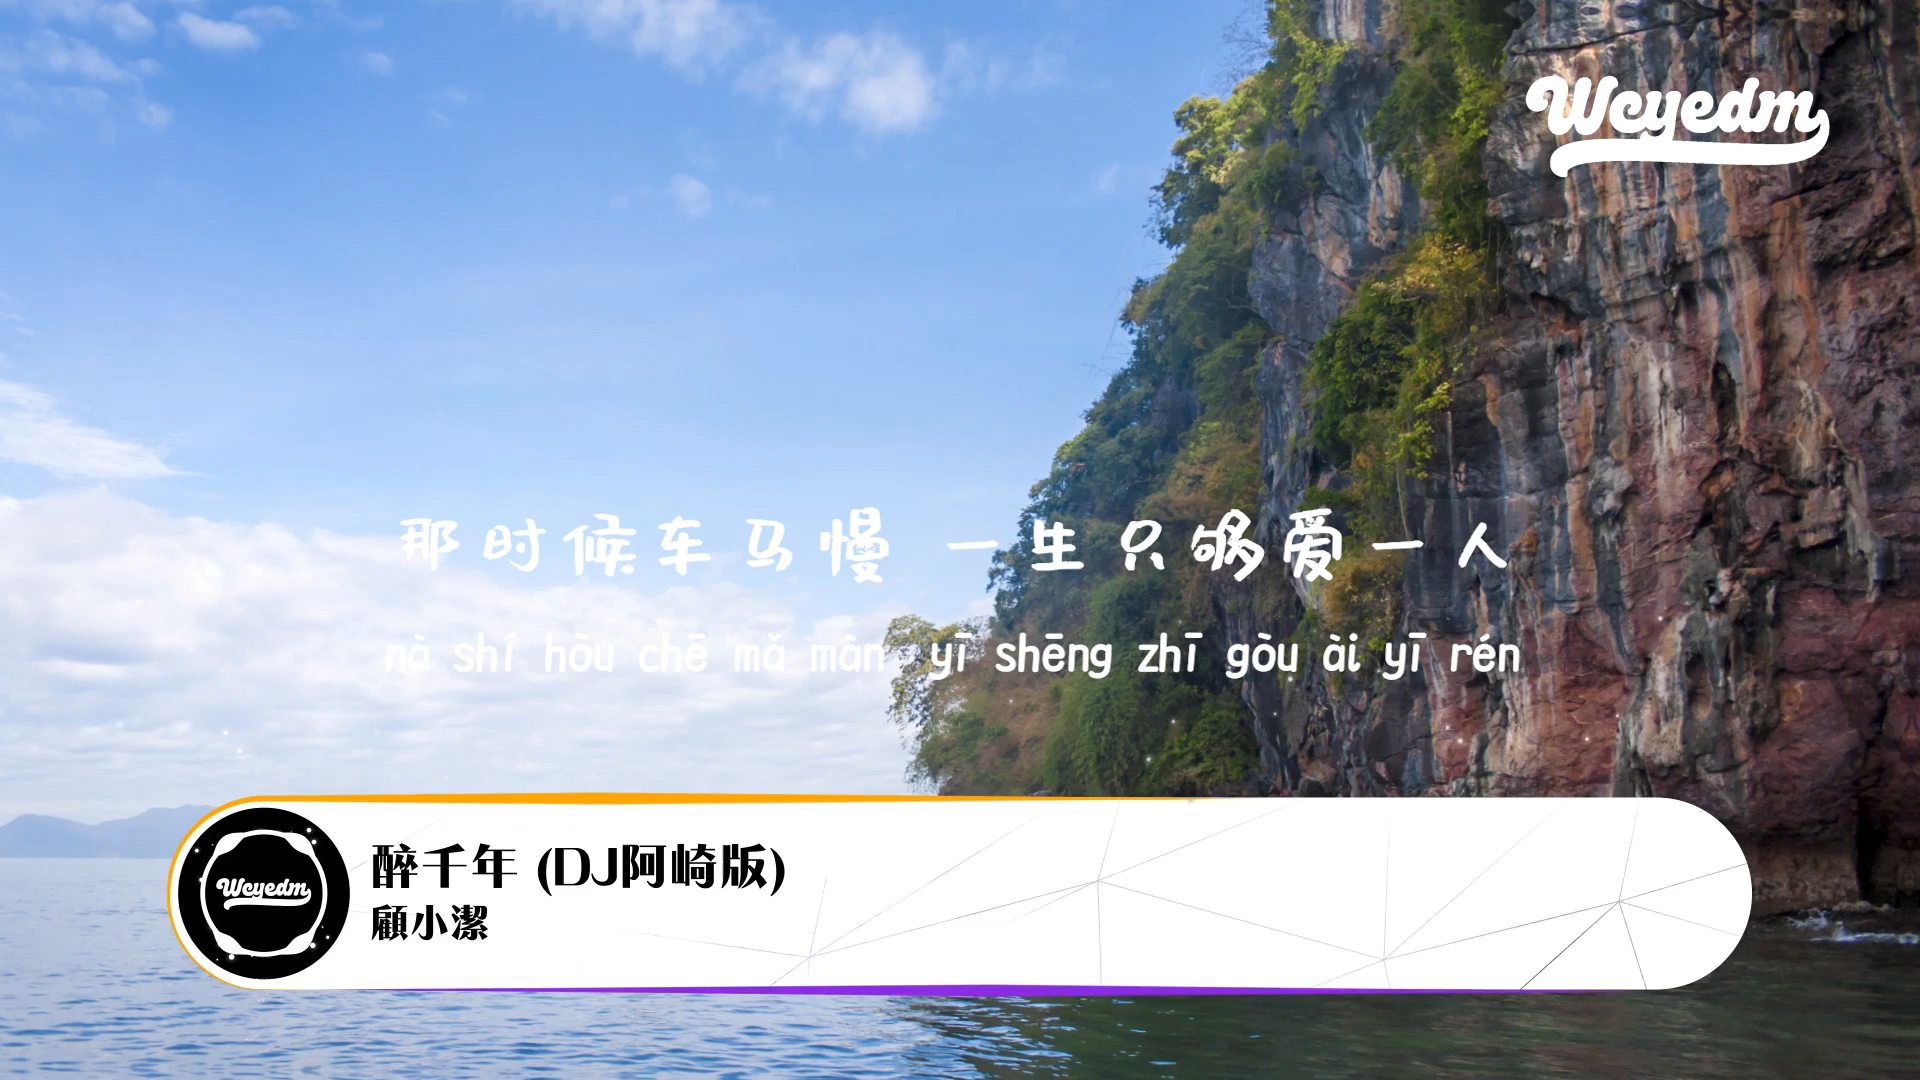 Wcyedm
那时候车马慢 一生只够爱一人
nà shí hòu chē mǎ màn yī shēng zhī gòu ài yī rén
Wcyedm
醉千年 (DJ阿崎版)
顧小潔